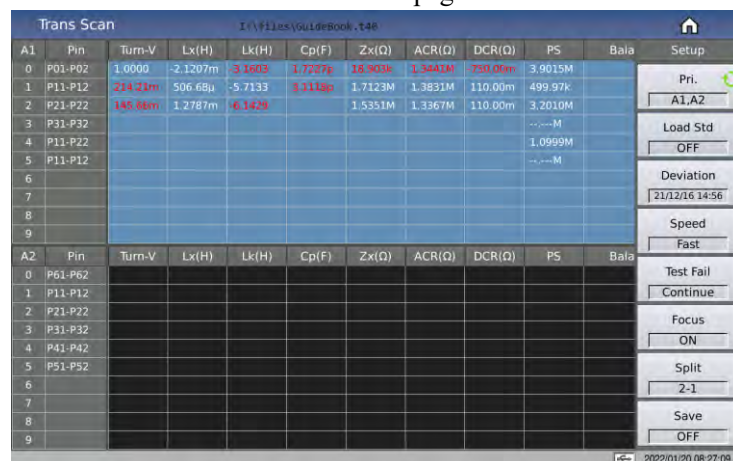 Trans Scan I:\files\GuideBook.t40
A1 Pin Turn-V Lx(H) Lk(H) Cp(F) Zx(Ω) ACR(Ω) DCR(Ω) PS Bala Setup
0 P01-P02 1.0000 -2.1207m -3.1603 1.7227p 18.903k 1.3441M 750.00m 3.9015M
1 P11-P12 214.21m 506.68μ -5.7133 1.7123M 1.3831M 110.00m 499.97k
2 P21-P22 145.66m 1.2787m -6.1429 1.5351M 1.3367M 110.00m 3.2010M
3 P31-P32 --.---M
4 P11-P22 1.0999M
5 P11-P12 --.---M
6
7
8
9
A2 Pin Turn-V Lx(H) Lk(H) Cp(F) Zx(Ω) ACR(Ω) DCR(Ω) PS Bala
0 P61-P62
1 P11-P12
2 P21-P22
3 P31-P32
4 P41-P42
5 P51-P52
6
7
8
9
Pri.
A1,A2
Load Std
OFF
Deviation
21/12/16 14:56
Speed
Fast
Test Fail
Continue
Focus
ON
Split
2-1
Save
OFF
2022/01/20 08:27:09